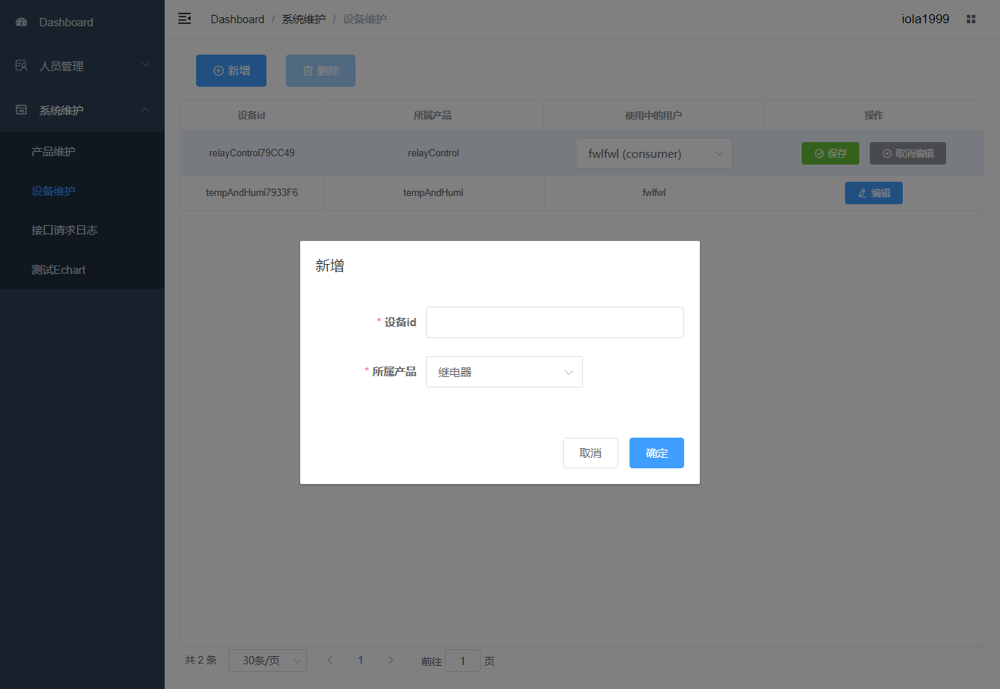 Dashboard
人员管理
系统维护
产品维护
设备维护
接口请求日志
测试Echart
Dashboard / 系统维护 / 设备维护
iola1999
新增
删除
设备id 所属产品 使用中的用户 操作
relayControl79CC49 relayControl fwlfwl (consumer) 保存 取消编辑
tempAndHumi7933F6 tempAndHumi fwlfwl 编辑
新增
* 设备id
* 所属产品 继电器
取消 确定
共 2 条 30条/页 1 前往 1 页